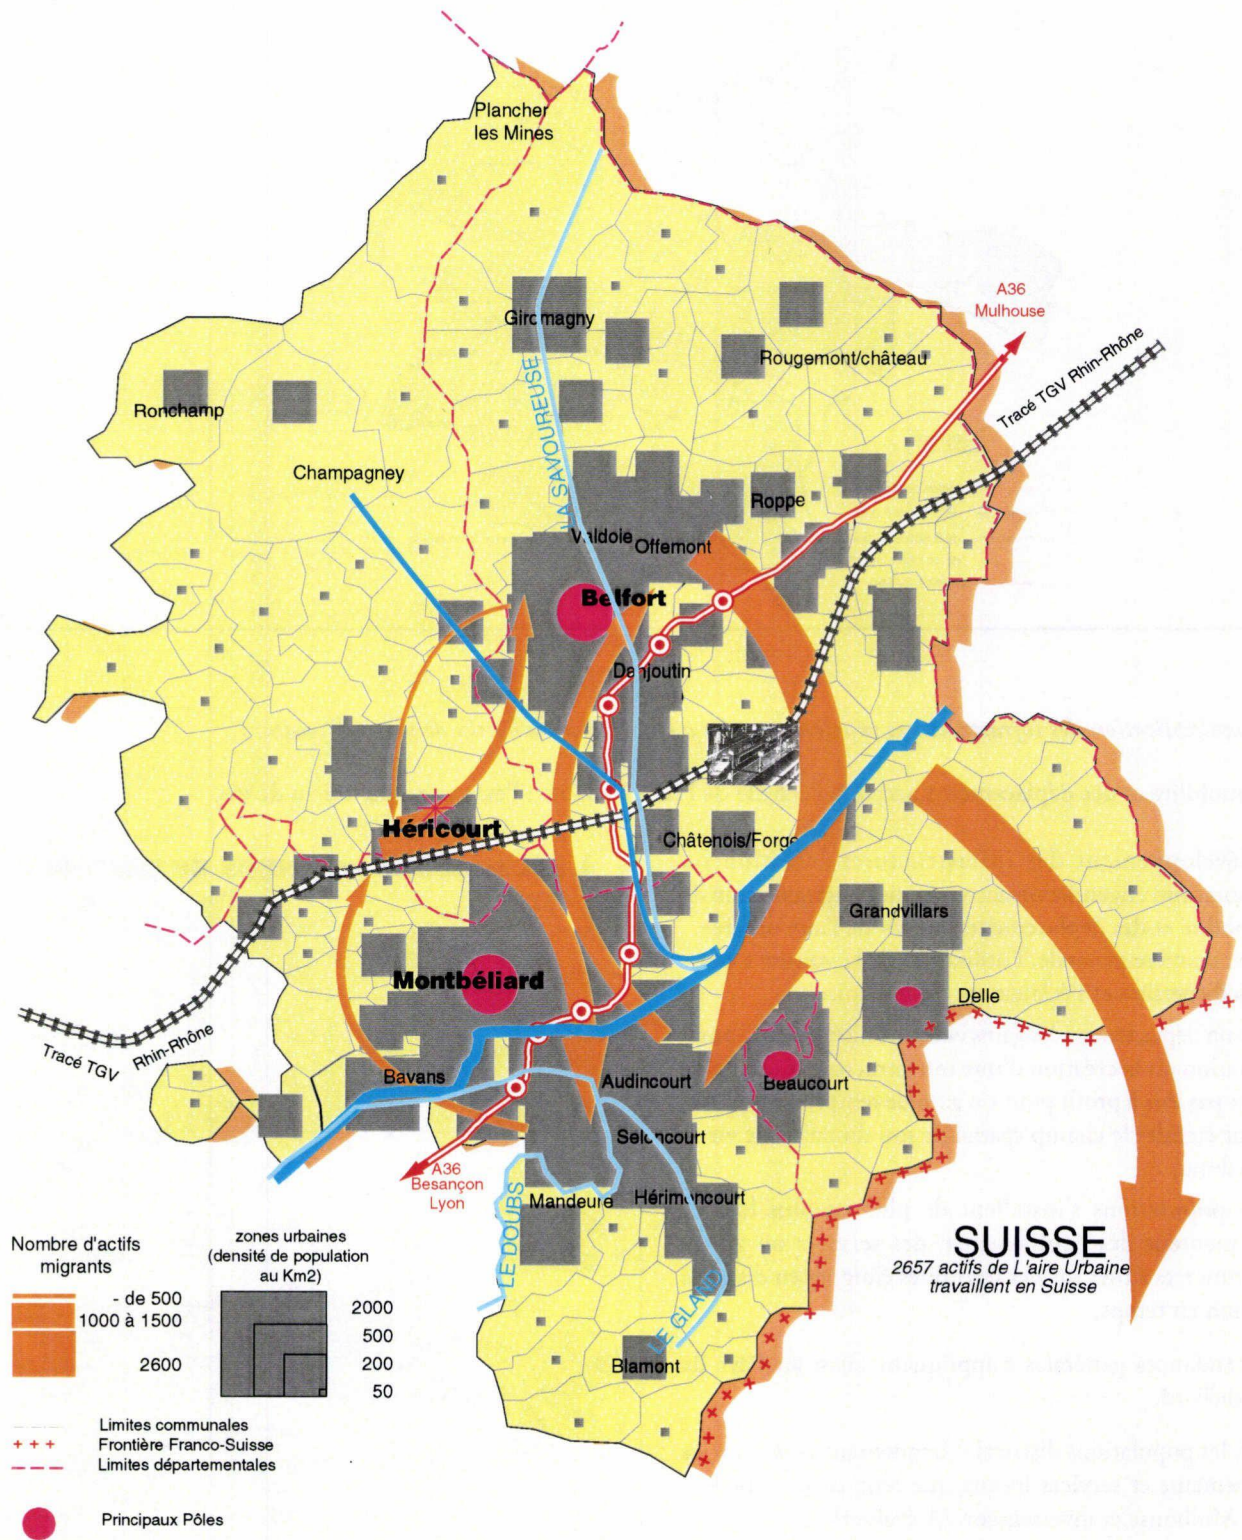 Plancher
les Mines
A36
Mulhouse
Giromagny
Rougemont/château
Tracé TGV Rhin-Rhône
Ronchamp
LA SAVOUREUSE
Champagney
Roppe
Valdoie
Offemont
Belfort
Danjoutin
Héricourt
Châtenois/Forge
Grandvillars
Montbéliard
Delle
Tracé TGV Rhin-Rhône
Bavans
Audincourt
Beaucourt
Seloncourt
A36
Besançon
Lyon
Mandeure
Hérimoncourt
LE DOUBS
LE GLAND
Blamont
SUISSE
2657 actifs de L'aire Urbaine
travaillent en Suisse
Nombre d'actifs
migrants
- de 500
1000 à 1500
2600
zones urbaines
(densité de population
au Km2)
2000
500
200
50
Limites communales
Frontière Franco-Suisse
Limites départementales
Principaux Pôles